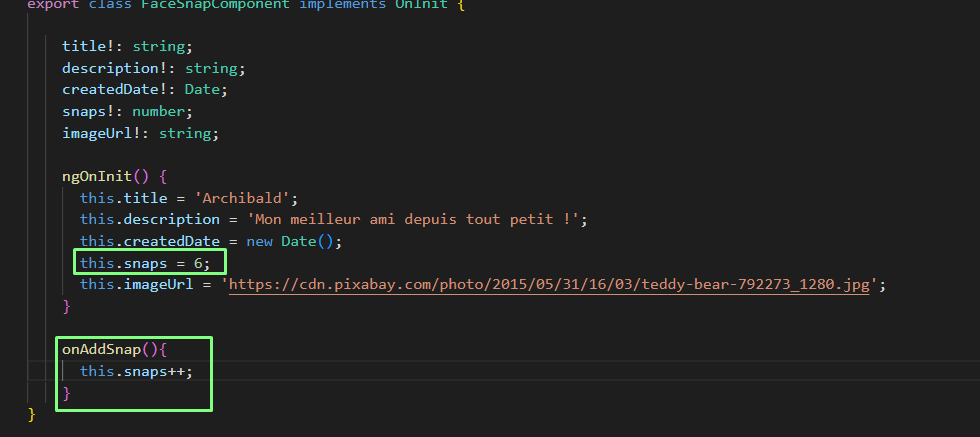 export class FaceSnapComponent implements OnInit {
title!: string;
description!: string;
createdDate!: Date;
snaps!: number;
imageUrl!: string;
ngOnInit() {
this.title = 'Archibald';
this.description = 'Mon meilleur ami depuis tout petit !';
this.createdDate = new Date();
this.snaps = 6;
this.imageUrl = 'https://cdn.pixabay.com/photo/2015/05/31/16/03/teddy-bear-792273_1280.jpg';
}
onAddSnap(){
this.snaps++;
}
}